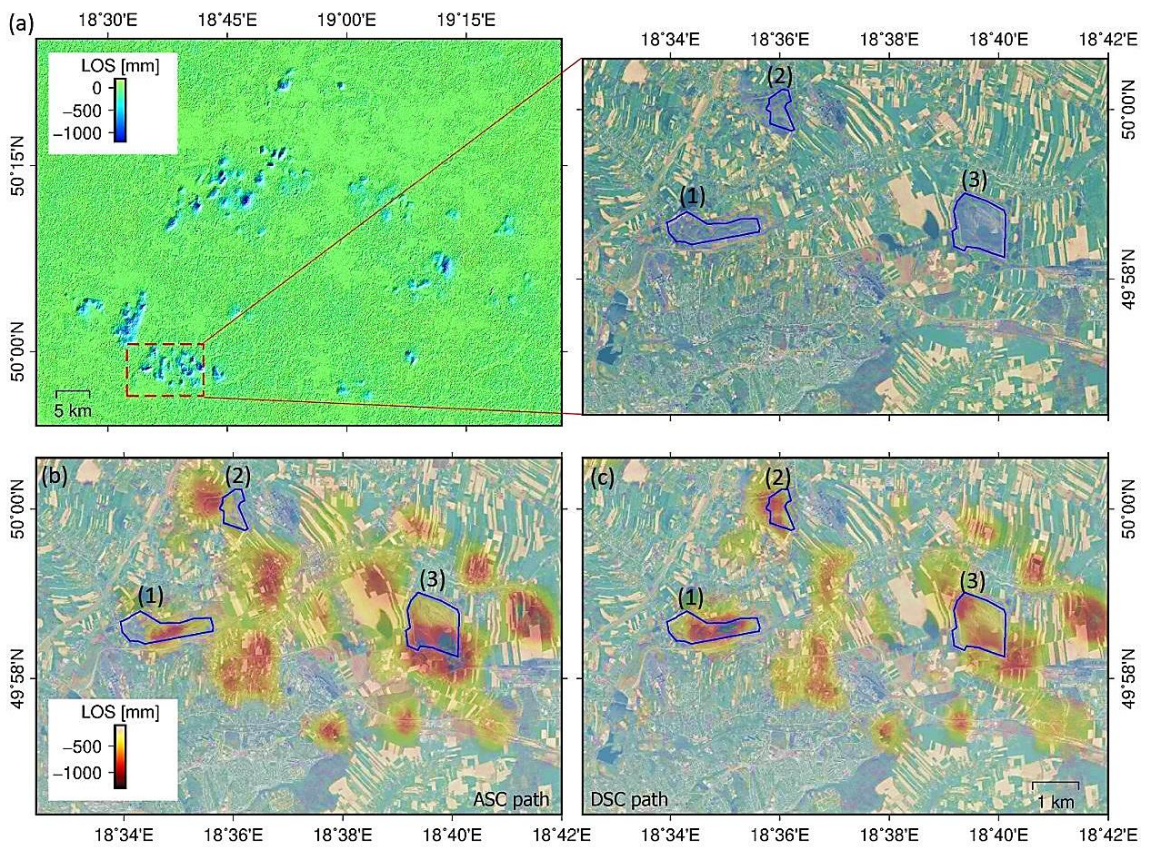 (a)
18°30'E 18°45'E 19°00'E 19°15'E
LOS [mm]
0
−500
−1000
50°15'N
50°00'N
5 km
18°34'E 18°36'E 18°38'E 18°40'E 18°42'E
(2)
(1)
(3)
50°00'N
49°58'N
(b)
(2)
(1)
(3)
50°00'N
49°58'N
LOS [mm]
−500
−1000
ASC path
18°34'E 18°36'E 18°38'E 18°40'E 18°42'E
(c)
(2)
(1)
(3)
50°00'N
49°58'N
DSC path
1 km
18°34'E 18°36'E 18°38'E 18°40'E 18°42'E